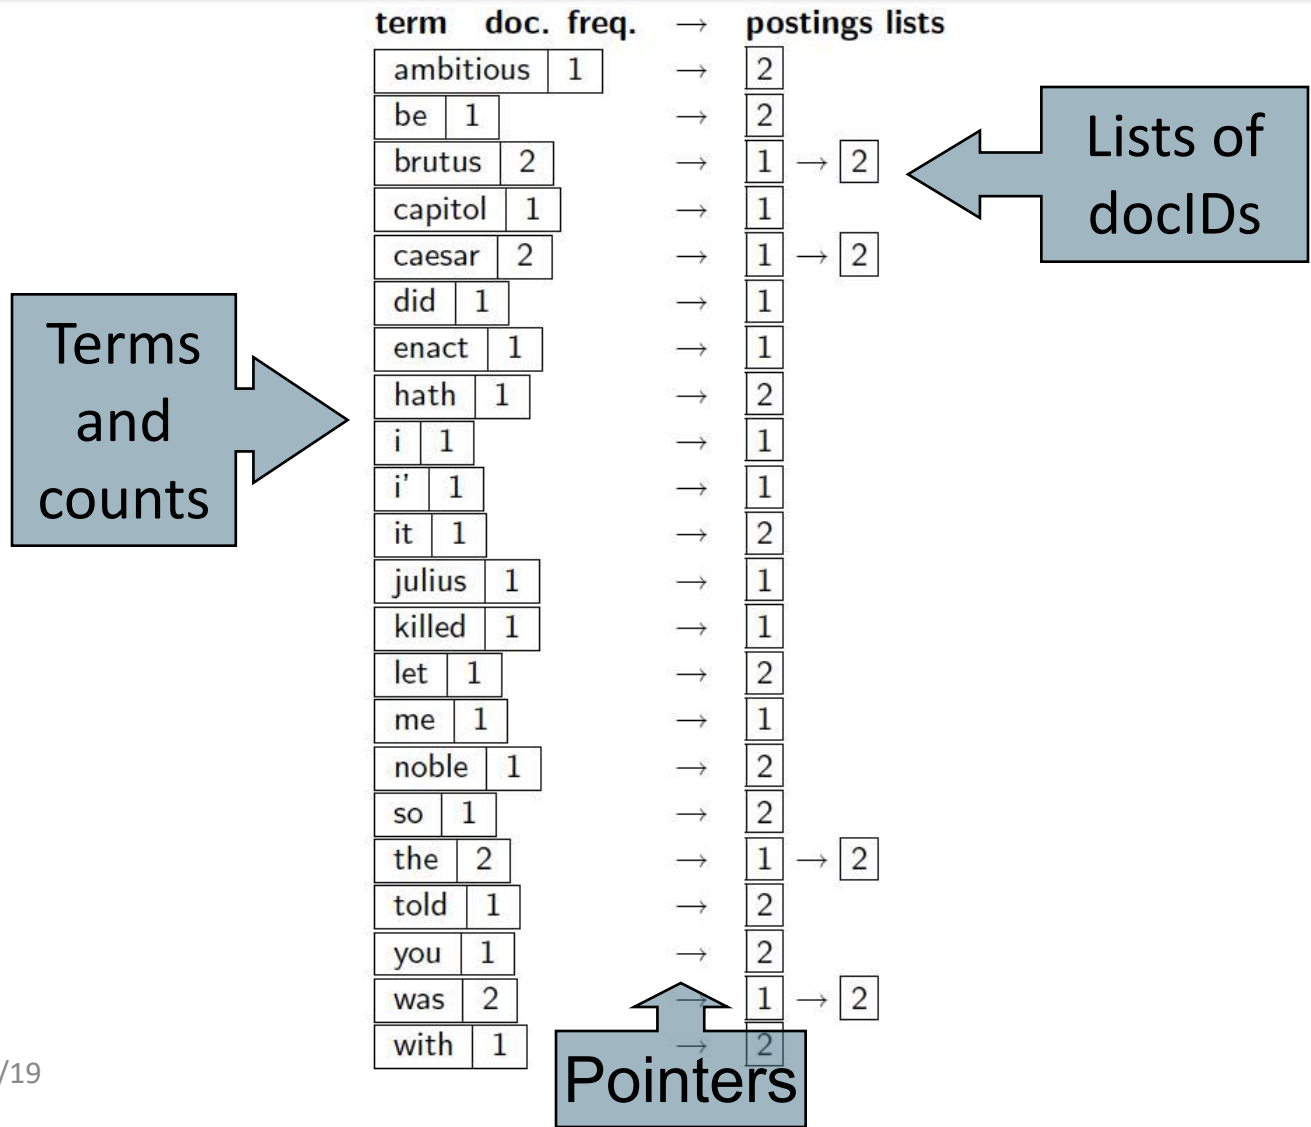 term doc. freq. → postings lists
ambitious 1 → 2
be 1 → 2
brutus 2 → 1 → 2
capitol 1 → 1
caesar 2 → 1 → 2
did 1 → 1
enact 1 → 1
hath 1 → 2
i 1 → 1
i' 1 → 1
it 1 → 2
julius 1 → 1
killed 1 → 1
let 1 → 2
me 1 → 1
noble 1 → 2
so 1 → 2
the 2 → 1 → 2
told 1 → 2
you 1 → 2
was 2 → 1 → 2
with 1 → 2
Lists of
docIDs
Terms
and
counts
Pointers
/19